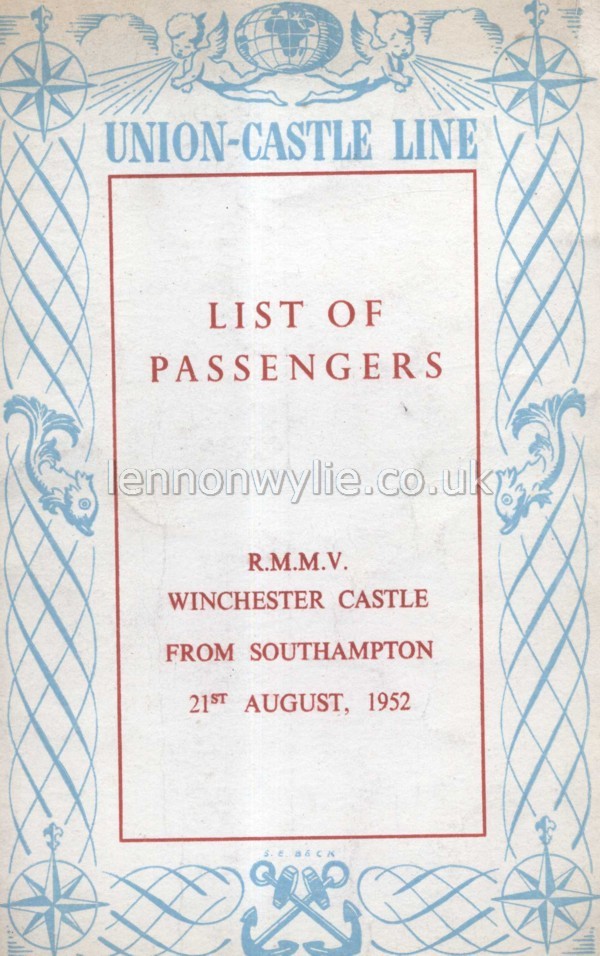 UNION-CASTLE LINE
LIST OF
PASSENGERS
lennonwylie.co.uk
R.M.M.V.
WINCHESTER CASTLE
FROM SOUTHAMPTON
21ST AUGUST, 1952
S. E. BECK